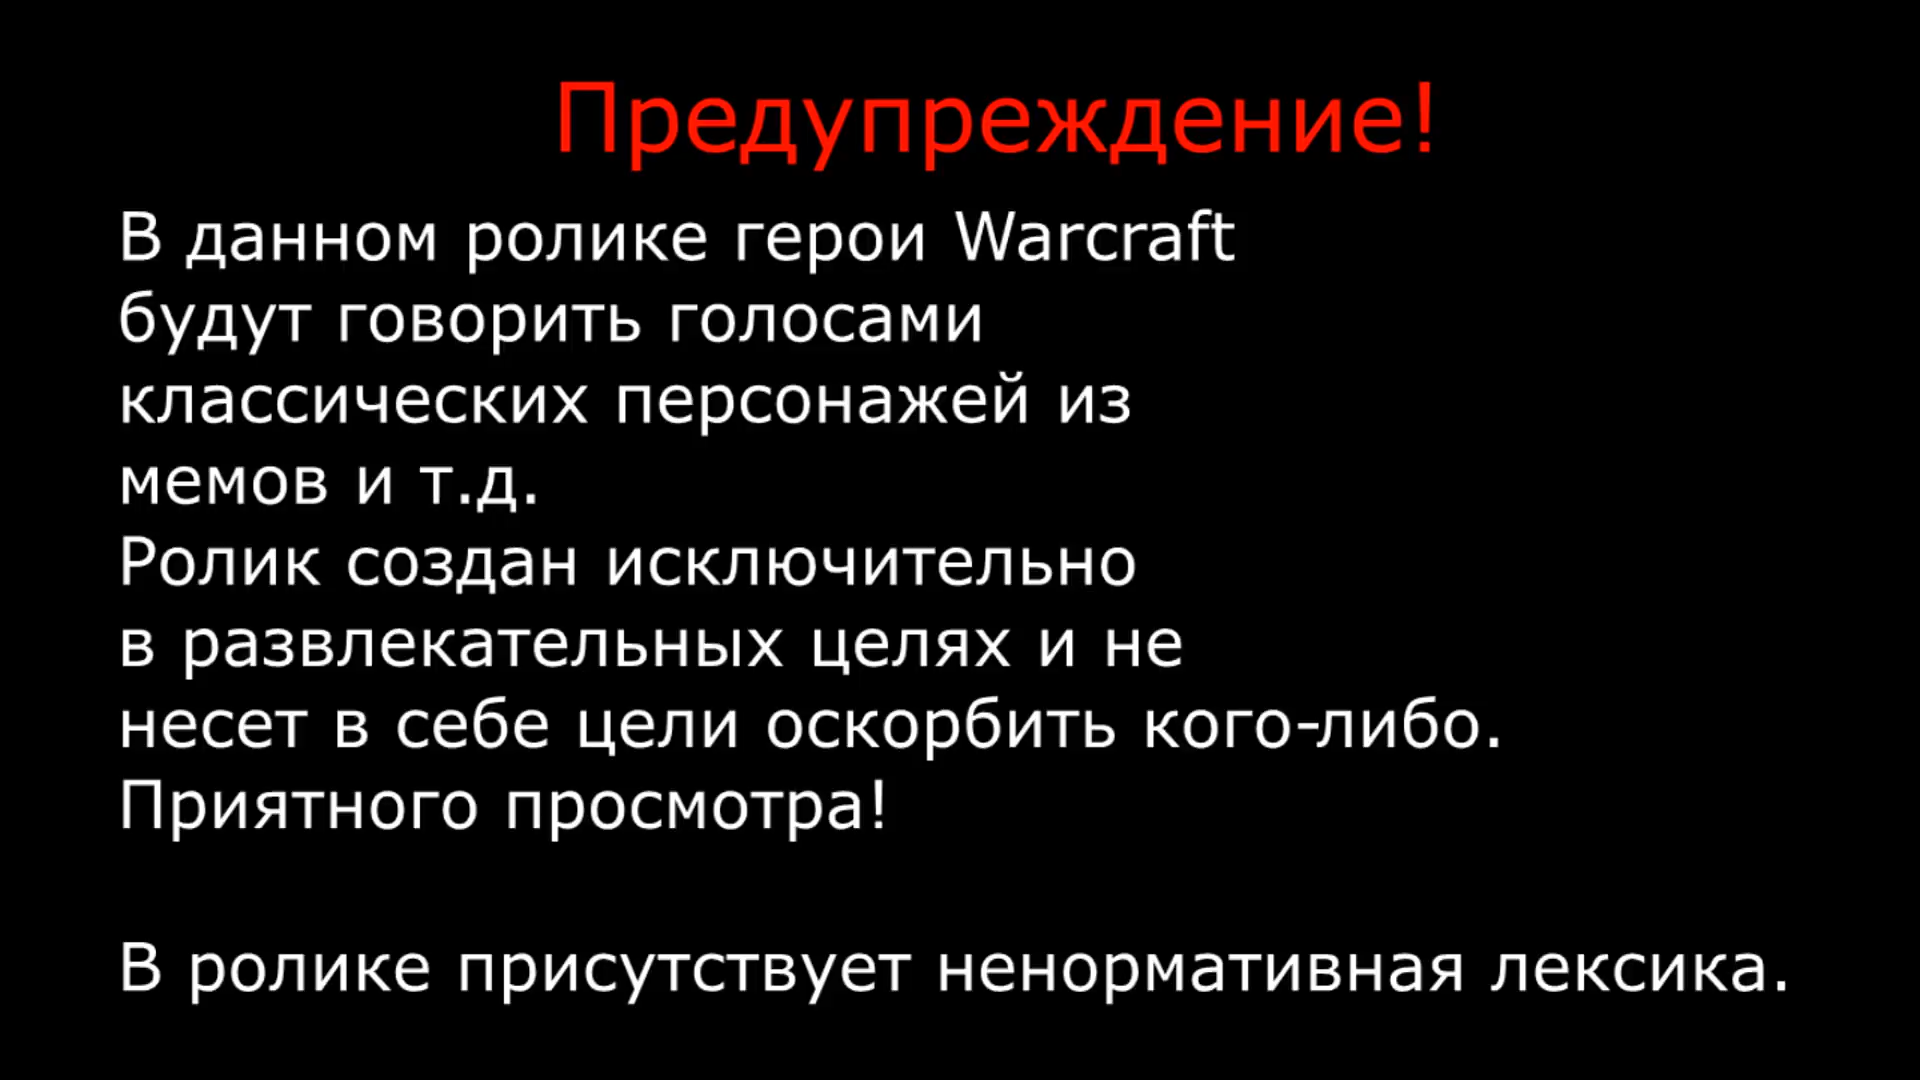 Предупреждение!
В данном ролике герои Warcraft
будут говорить голосами
классических персонажей из
мемов и т.д.
Ролик создан исключительно
в развлекательных целях и не
несет в себе цели оскорбить кого-либо.
Приятного просмотра!
В ролике присутствует ненормативная лексика.